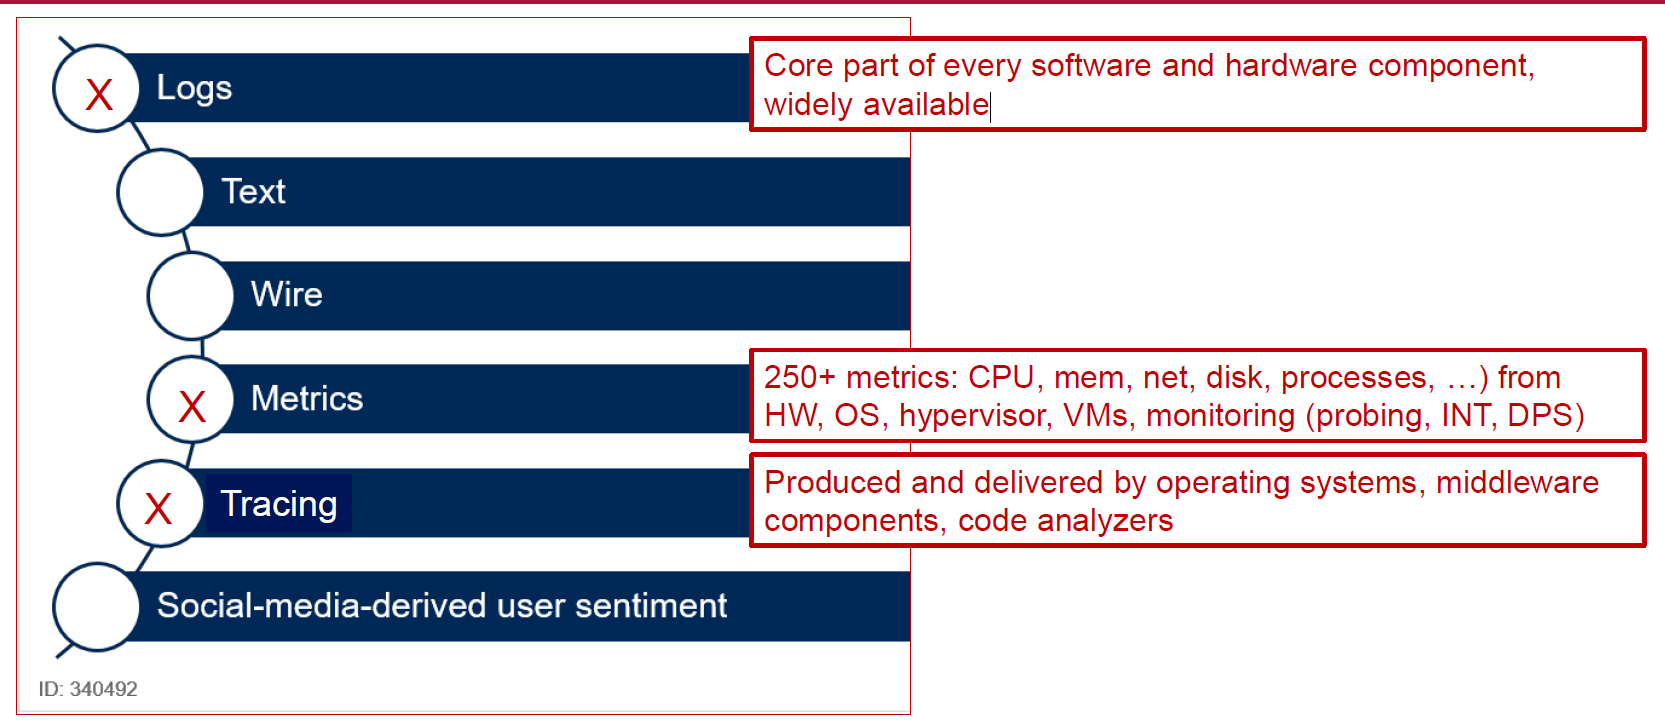 X
Logs
Core part of every software and hardware component,
widely available
Text
Wire
X
Metrics
250+ metrics: CPU, mem, net, disk, processes, …) from
HW, OS, hypervisor, VMs, monitoring (probing, INT, DPS)
X
Tracing
Produced and delivered by operating systems, middleware
components, code analyzers
Social-media-derived user sentiment
ID: 340492